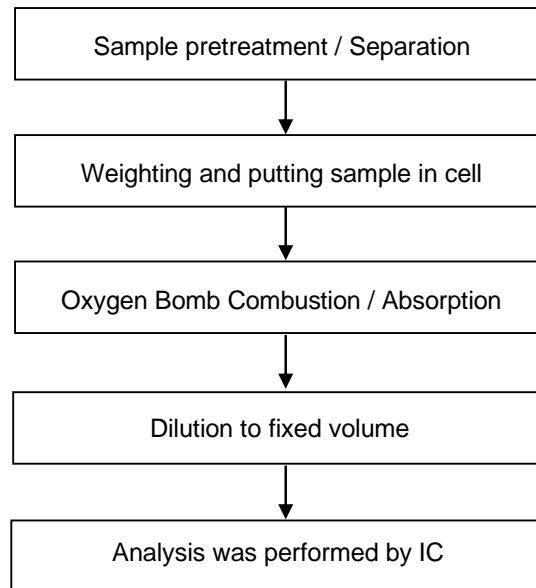 Sample pretreatment / Separation
Weighting and putting sample in cell
Oxygen Bomb Combustion / Absorption
Dilution to fixed volume
Analysis was performed by IC